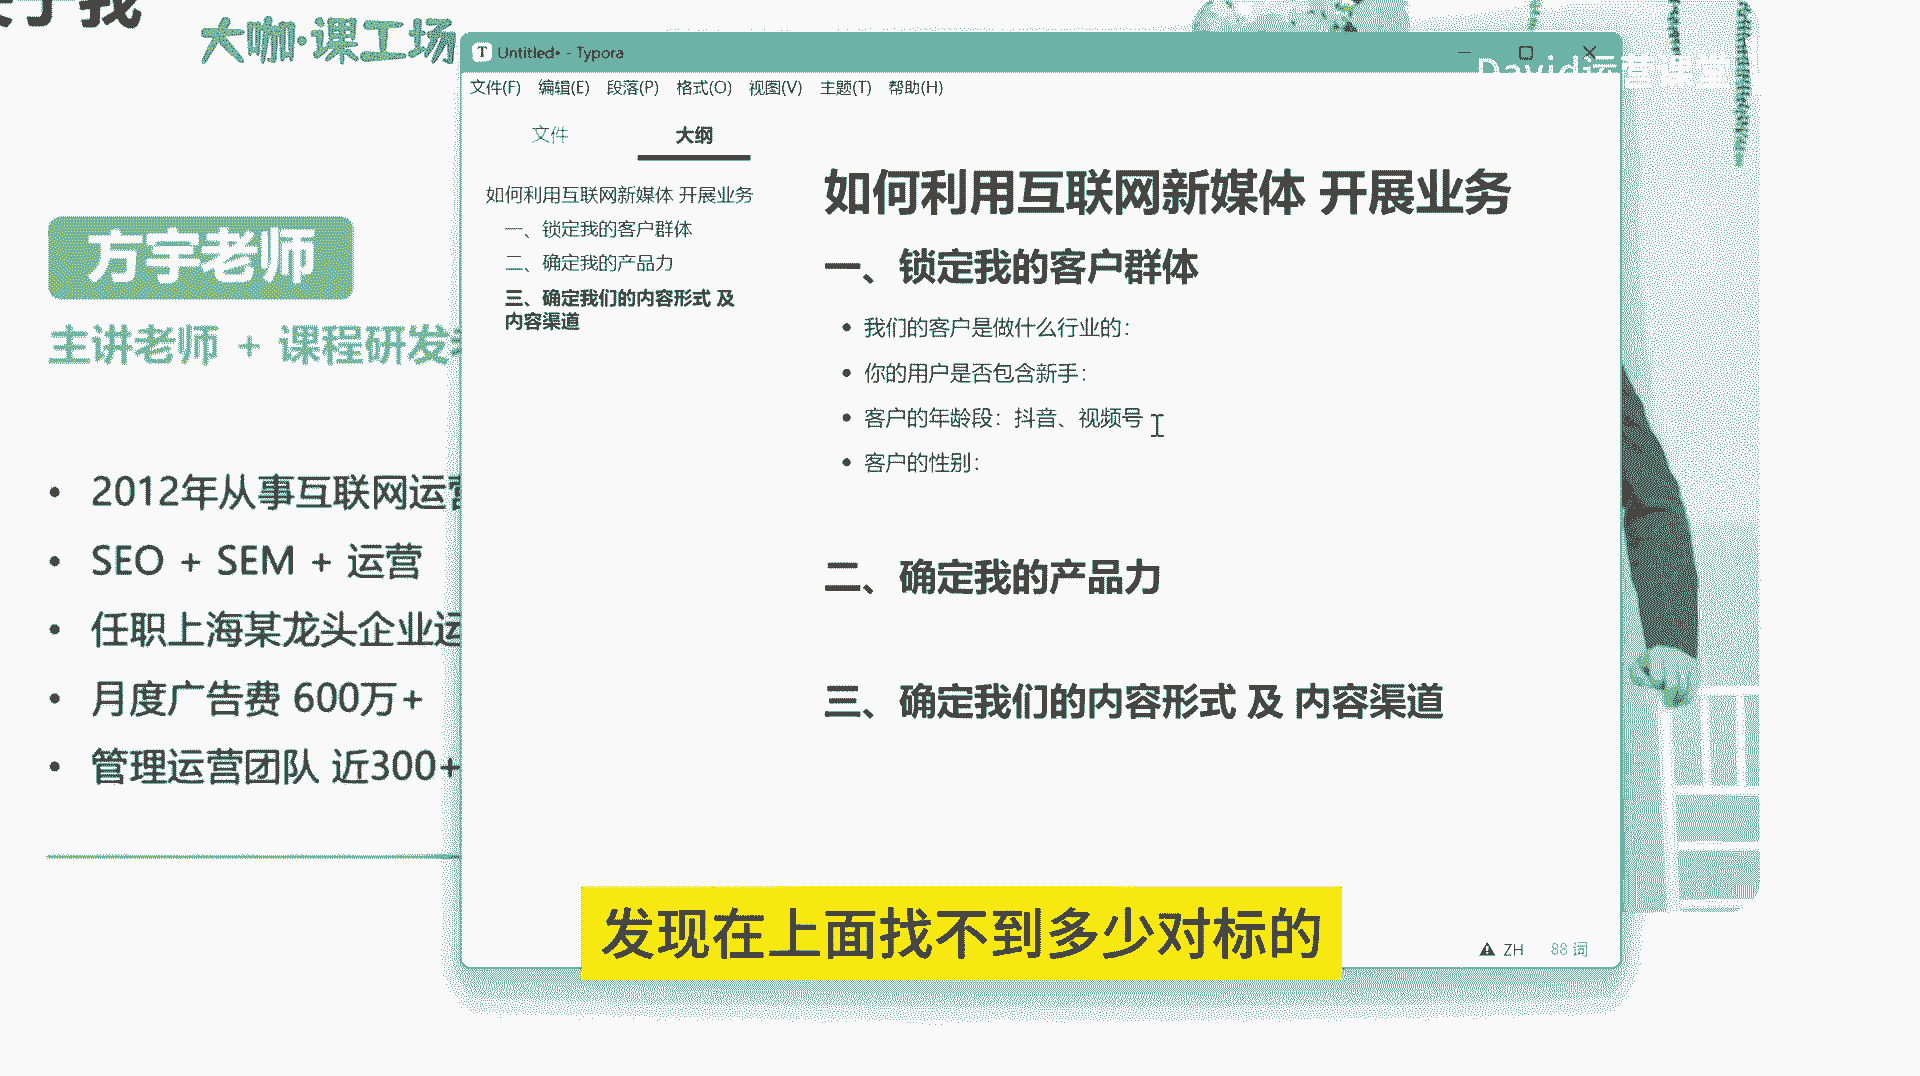 大咖·课工场
方宇老师
主讲老师 + 课程研发
2012年从事互联网运营
SEO + SEM + 运营
任职上海某龙头企业运
月度广告费 600万+
管理运营团队 近300+
Untitled• - Typora
David运营课堂
文件(F) 编辑(E) 段落(P) 格式(O) 视图(V) 主题(T) 帮助(H)
文件 大纲
如何利用互联网新媒体 开展业务
一、锁定我的客户群体
二、确定我的产品力
三、确定我们的内容形式 及
内容渠道
如何利用互联网新媒体 开展业务
一、锁定我的客户群体
我们的客户是做什么行业的：
你的用户是否包含新手：
客户的年龄段：抖音、视频号
客户的性别：
二、确定我的产品力
三、确定我们的内容形式 及 内容渠道
发现在上面找不到多少对标的
ZH 88 词